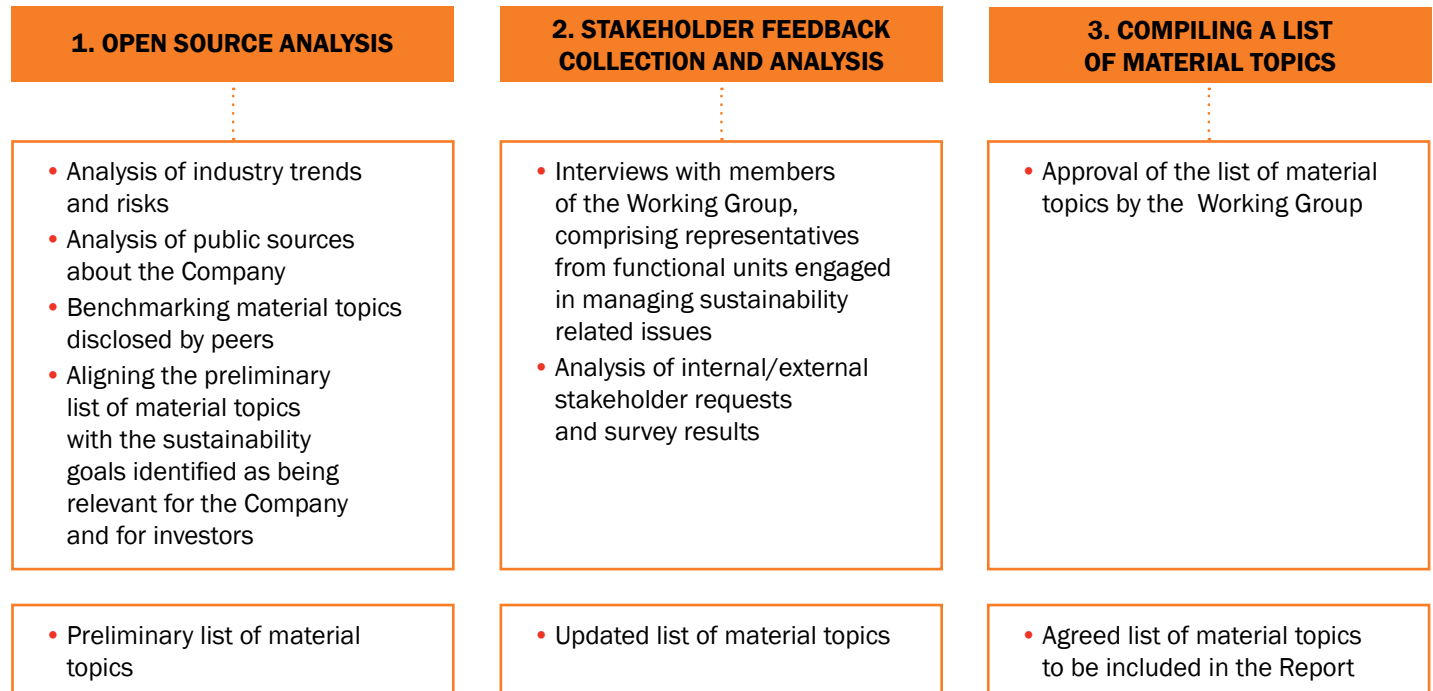 1. OPEN SOURCE ANALYSIS
• Analysis of industry trends
and risks
• Analysis of public sources
about the Company
• Benchmarking material topics
disclosed by peers
• Aligning the preliminary
list of material topics
with the sustainability
goals identified as being
relevant for the Company
and for investors
• Preliminary list of material
topics
2. STAKEHOLDER FEEDBACK
COLLECTION AND ANALYSIS
• Interviews with members
of the Working Group,
comprising representatives
from functional units engaged
in managing sustainability
related issues
• Analysis of internal/external
stakeholder requests
and survey results
• Updated list of material topics
3. COMPILING A LIST
OF MATERIAL TOPICS
• Approval of the list of material
topics by the Working Group
• Agreed list of material topics
to be included in the Report